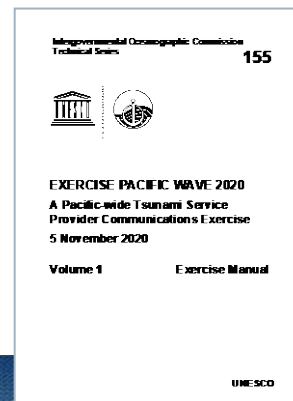 Intergovernmental Oceanographic Commission
Technical Series
155
EXERCISE PACIFIC WAVE 2020
A Pacific-wide Tsunami Service
Provider Communications Exercise
5 November 2020
Volume 1 Exercise Manual
UNESCO